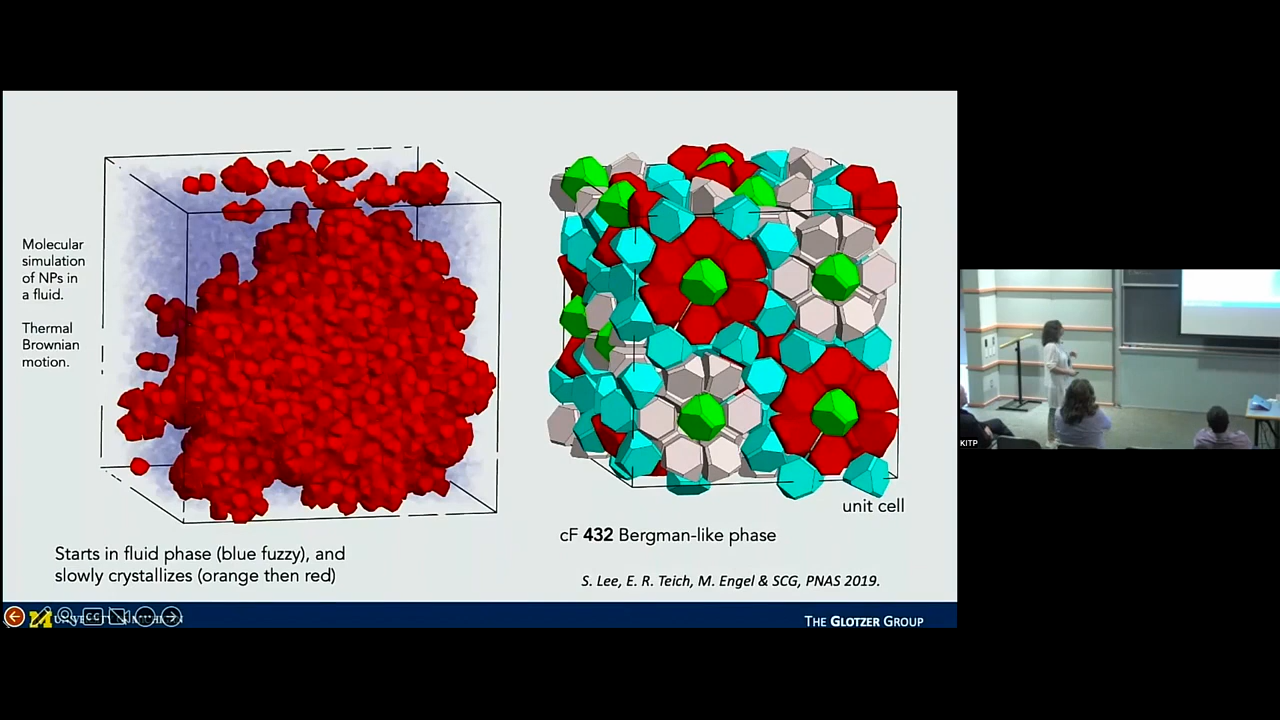 Molecular
simulation
of NPs in
a fluid.
Thermal
Brownian
motion.
Starts in fluid phase (blue fuzzy), and
slowly crystallizes (orange then red)
unit cell
cF 432 Bergman-like phase
S. Lee, E. R. Teich, M. Engel & SCG, PNAS 2019.
CC
THE GLOTZER GROUP
KITP